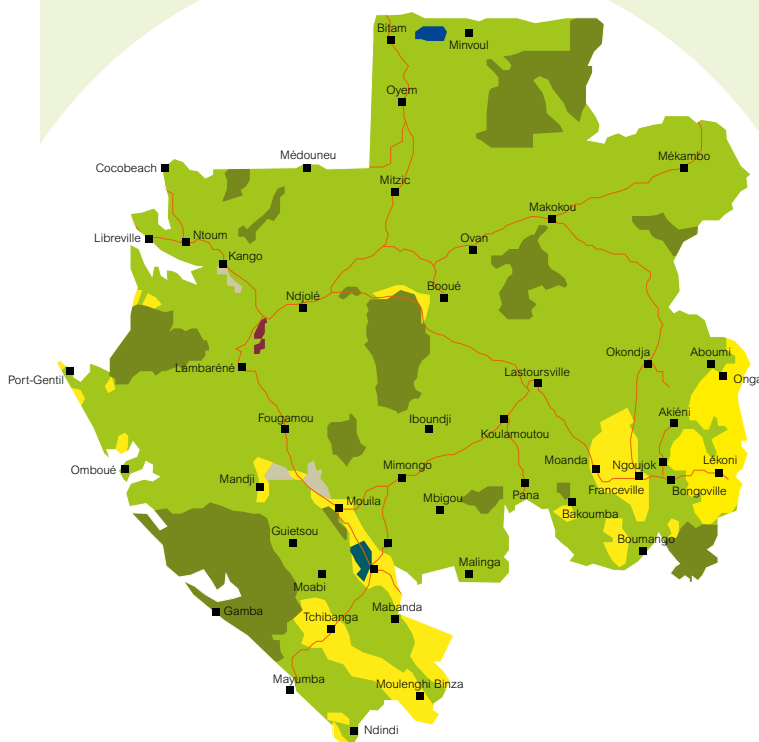 Bitam
Minvoul
Oyem
Cocobeach
Médouneu
Mékambo
Mitzic
Makokou
Libreville
Ntoum
Kango
Ovan
Ndjolé
Booué
Port-Gentil
Lambaréné
Okondja
Aboumi
Onga
Lastoursville
Fougamou
Iboundji
Koulamoutou
Akiéni
Omboué
Mandji
Mimongo
Moanda
Ngoujok
Lékoni
Mouila
Mbigou
Pana
Franceville
Bongoville
Bakoumba
Guietsou
Boumango
Moabi
Malinga
Gamba
Tchibanga
Mabanda
Mayumba
Moulenghi Binza
Ndindi